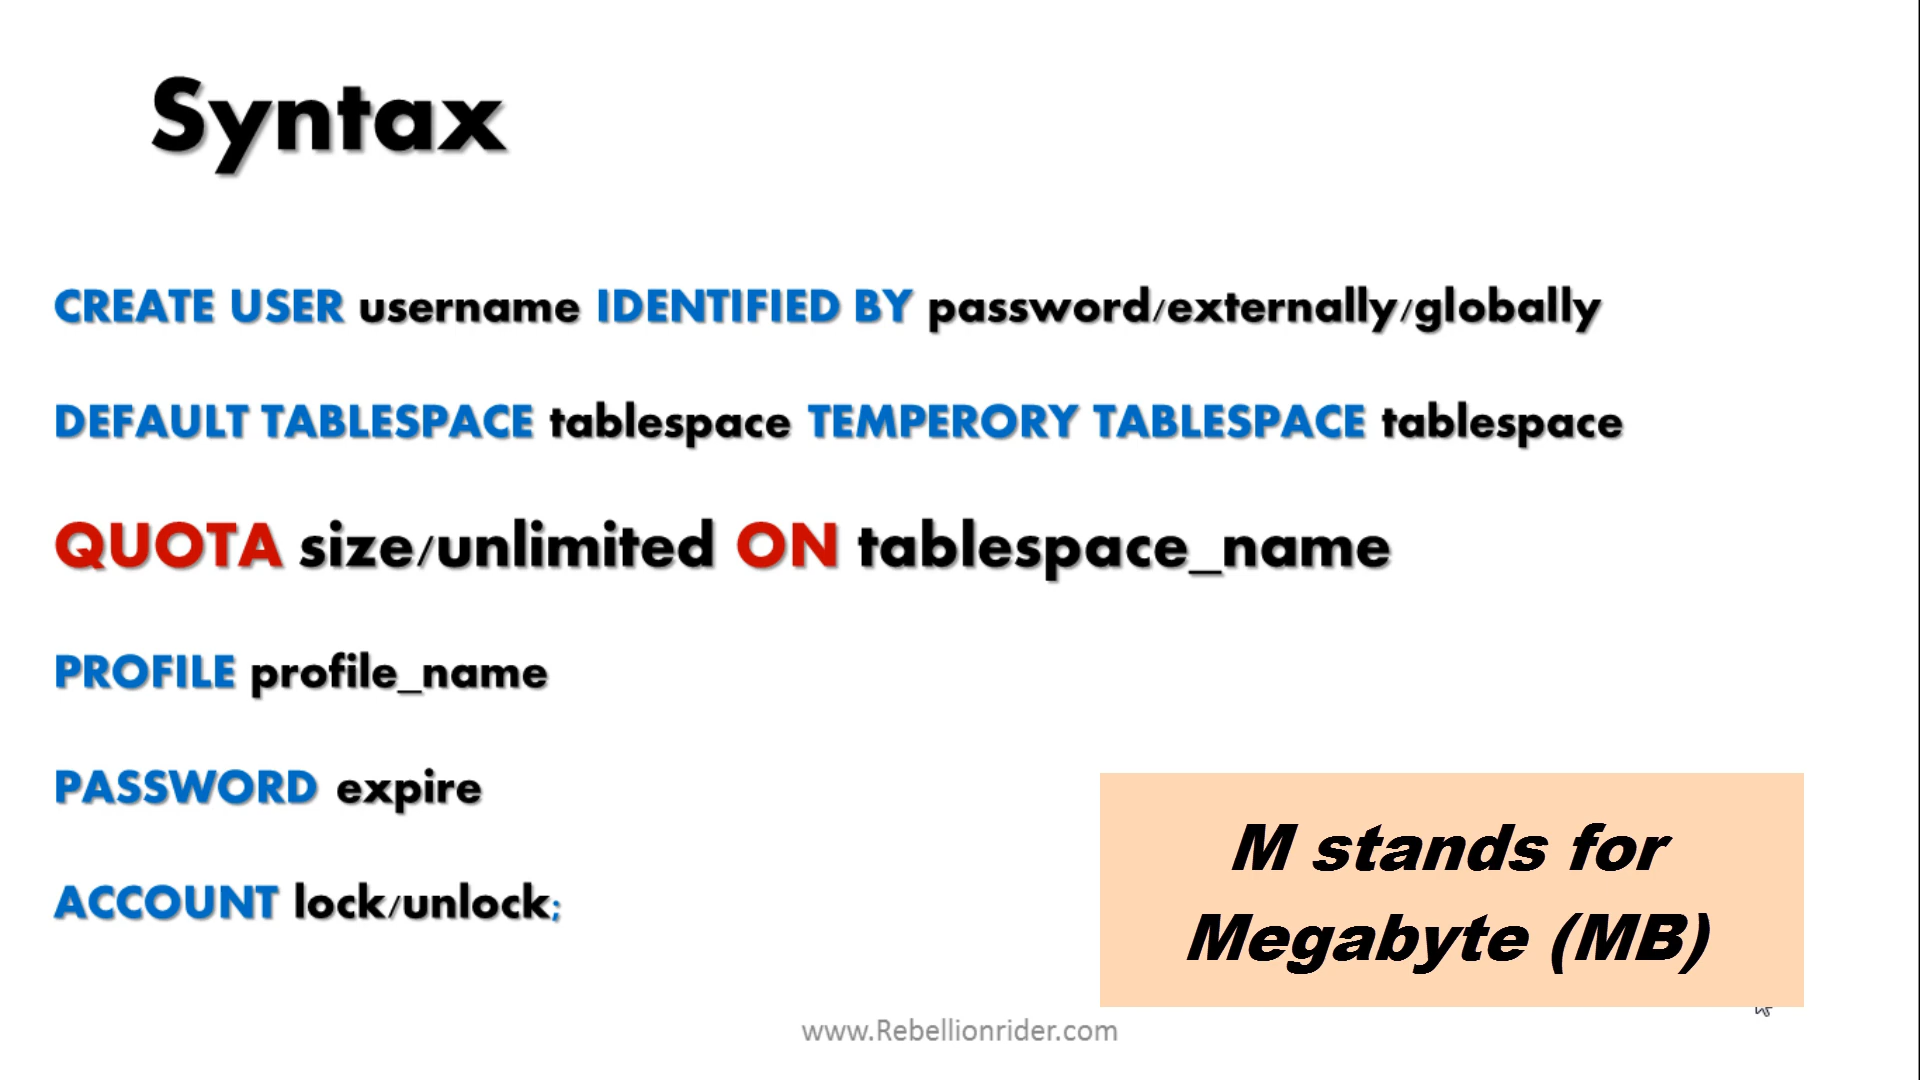 Syntax
CREATE USER username IDENTIFIED BY password/externally/globally
DEFAULT TABLESPACE tablespace TEMPERORY TABLESPACE tablespace
QUOTA size/unlimited ON tablespace_name
PROFILE profile_name
PASSWORD expire
ACCOUNT lock/unlock;
M stands for
Megabyte (MB)
www.Rebellionrider.com